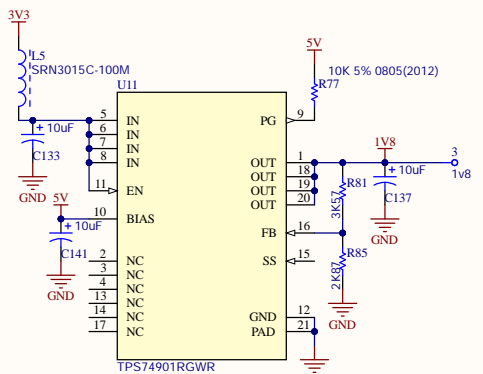 3V3
L5
SRN3015C-100M
5V
10K 5% 0805(2012)
R77
U11
+ 10uF
C133
GND
5 IN
6 IN
7 IN
8 IN
11 EN
10 BIAS
2 NC
3 NC
4 NC
13 NC
14 NC
17 NC
PG 9
OUT 1
OUT 18
OUT 19
OUT 20
FB 16
SS 15
GND 12
PAD 21
5V
+ 10uF
C141
GND
1V8
3
1v8
R81
3K57
+ 10uF
C137
GND
R85
2K87
GND
TPS74901RGWR